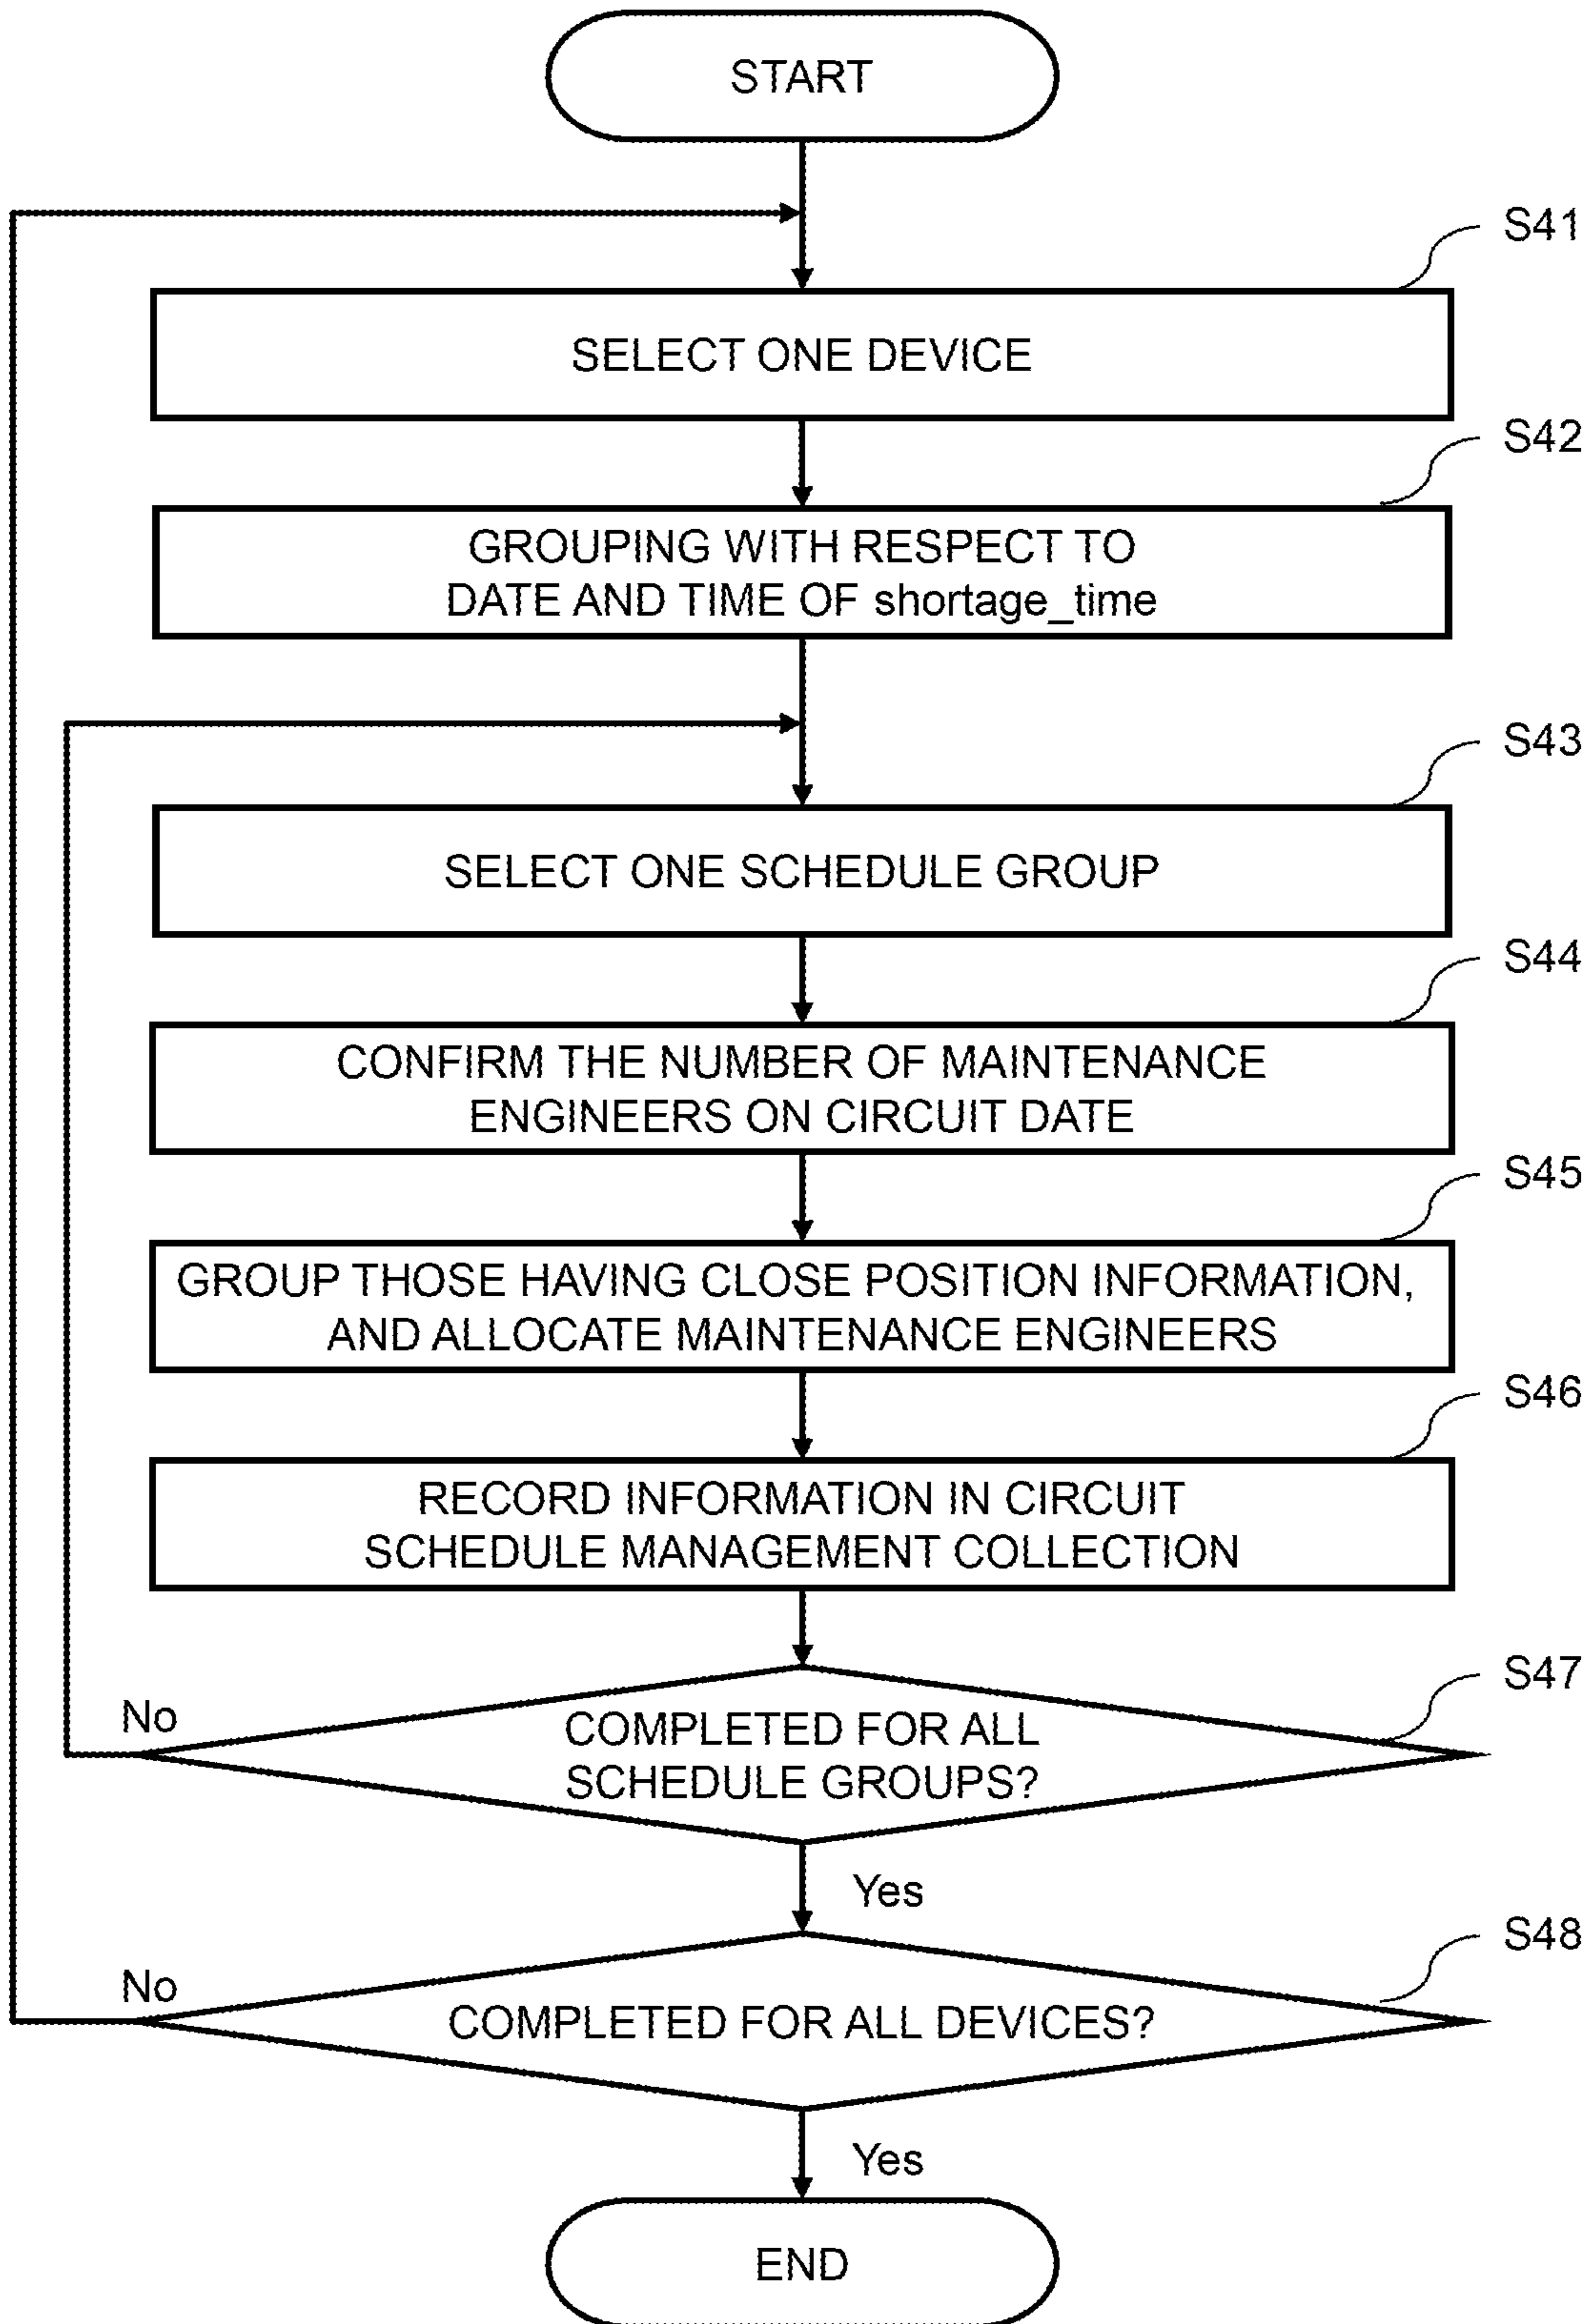 START
S41
SELECT ONE DEVICE
S42
GROUPING WITH RESPECT TO
DATE AND TIME OF shortage_time
S43
SELECT ONE SCHEDULE GROUP
S44
CONFIRM THE NUMBER OF MAINTENANCE
ENGINEERS ON CIRCUIT DATE
S45
GROUP THOSE HAVING CLOSE POSITION INFORMATION,
AND ALLOCATE MAINTENANCE ENGINEERS
S46
RECORD INFORMATION IN CIRCUIT
SCHEDULE MANAGEMENT COLLECTION
S47
No
COMPLETED FOR ALL
SCHEDULE GROUPS?
Yes
S48
No
COMPLETED FOR ALL DEVICES?
Yes
END